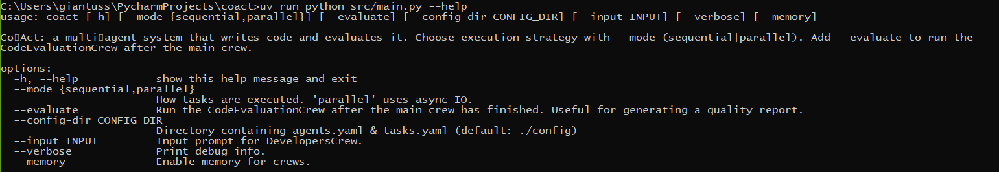 C:\Users\giantuss\PycharmProjects\coact>uv run python src/main.py --help
usage: coact [-h] [--mode {sequential,parallel}] [--evaluate] [--config-dir CONFIG_DIR] [--input INPUT] [--verbose] [--memory]
Co▯Act: a multi▯agent system that writes code and evaluates it. Choose execution strategy with --mode (sequential|parallel). Add --evaluate to run the
CodeEvaluationCrew after the main crew.
options:
-h, --help show this help message and exit
--mode {sequential,parallel}
How tasks are executed. 'parallel' uses async IO.
--evaluate Run the CodeEvaluationCrew after the main crew has finished. Useful for generating a quality report.
--config-dir CONFIG_DIR
Directory containing agents.yaml & tasks.yaml (default: ./config)
--input INPUT Input prompt for DevelopersCrew.
--verbose Print debug info.
--memory Enable memory for crews.